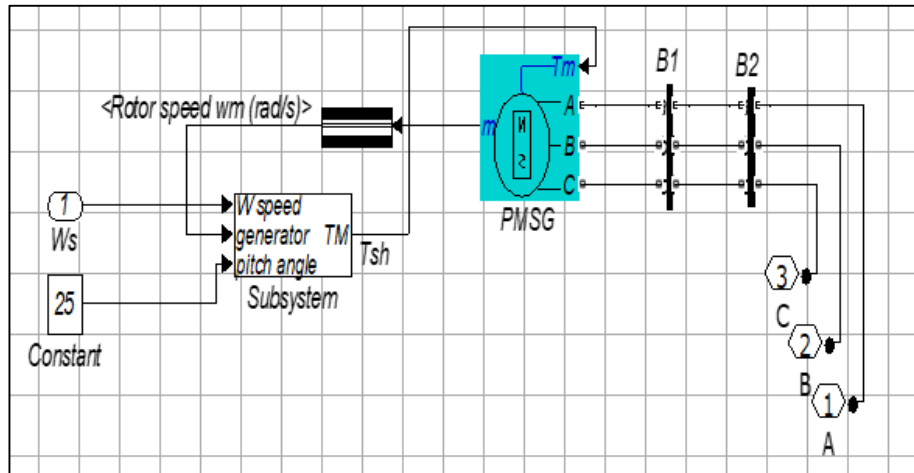 B1
B2
Tm
<Rotor speed wm (rad/s)>
A
m
N
S
B
C
PMSG
1
Ws
W speed
generator
TM
pitch angle
Tsh
Subsystem
25
Constant
3
C
2
B
1
A